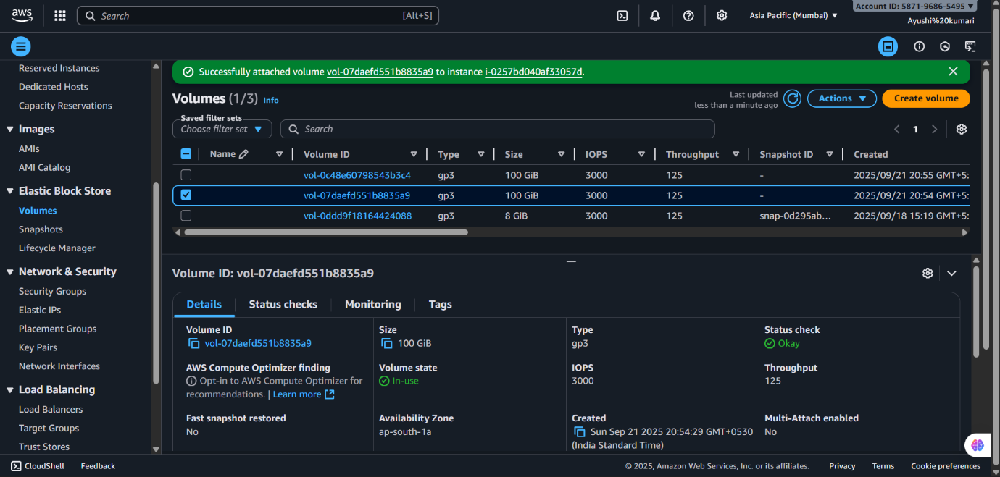 aws
Search [Alt+S]
Asia Pacific (Mumbai)
Account ID: 5871-9686-5495
Ayushi%20kumari
Reserved Instances
Dedicated Hosts
Capacity Reservations
Images
AMIs
AMI Catalog
Elastic Block Store
Volumes
Snapshots
Lifecycle Manager
Network & Security
Security Groups
Elastic IPs
Placement Groups
Key Pairs
Network Interfaces
Load Balancing
Load Balancers
Target Groups
Trust Stores
Successfully attached volume vol-07daefd551b8835a9 to instance i-0257bd040af33057d.
Volumes (1/3) Info
Last updated
less than a minute ago
Actions
Create volume
Saved filter sets
Choose filter set
Search
1
Name Volume ID Type Size IOPS Throughput Snapshot ID Created
vol-0c48e60798543b3c4 gp3 100 GiB 3000 125 - 2025/09/21 20:55 GMT+5:
vol-07daefd551b8835a9 gp3 100 GiB 3000 125 - 2025/09/21 20:54 GMT+5:
vol-0ddd9f18164424088 gp3 8 GiB 3000 125 snap-0d295ab... 2025/09/18 15:19 GMT+5:
Volume ID: vol-07daefd551b8835a9
Details Status checks Monitoring Tags
Volume ID
vol-07daefd551b8835a9
Size
100 GiB
Type
gp3
Status check
Okay
AWS Compute Optimizer finding
Opt-in to AWS Compute Optimizer for
recommendations. | Learn more
Volume state
In-use
IOPS
3000
Throughput
125
Fast snapshot restored
No
Availability Zone
ap-south-1a
Created
Sun Sep 21 2025 20:54:29 GMT+0530
(India Standard Time)
Multi-Attach enabled
No
CloudShell Feedback
© 2025, Amazon Web Services, Inc. or its affiliates. Privacy Terms Cookie preferences